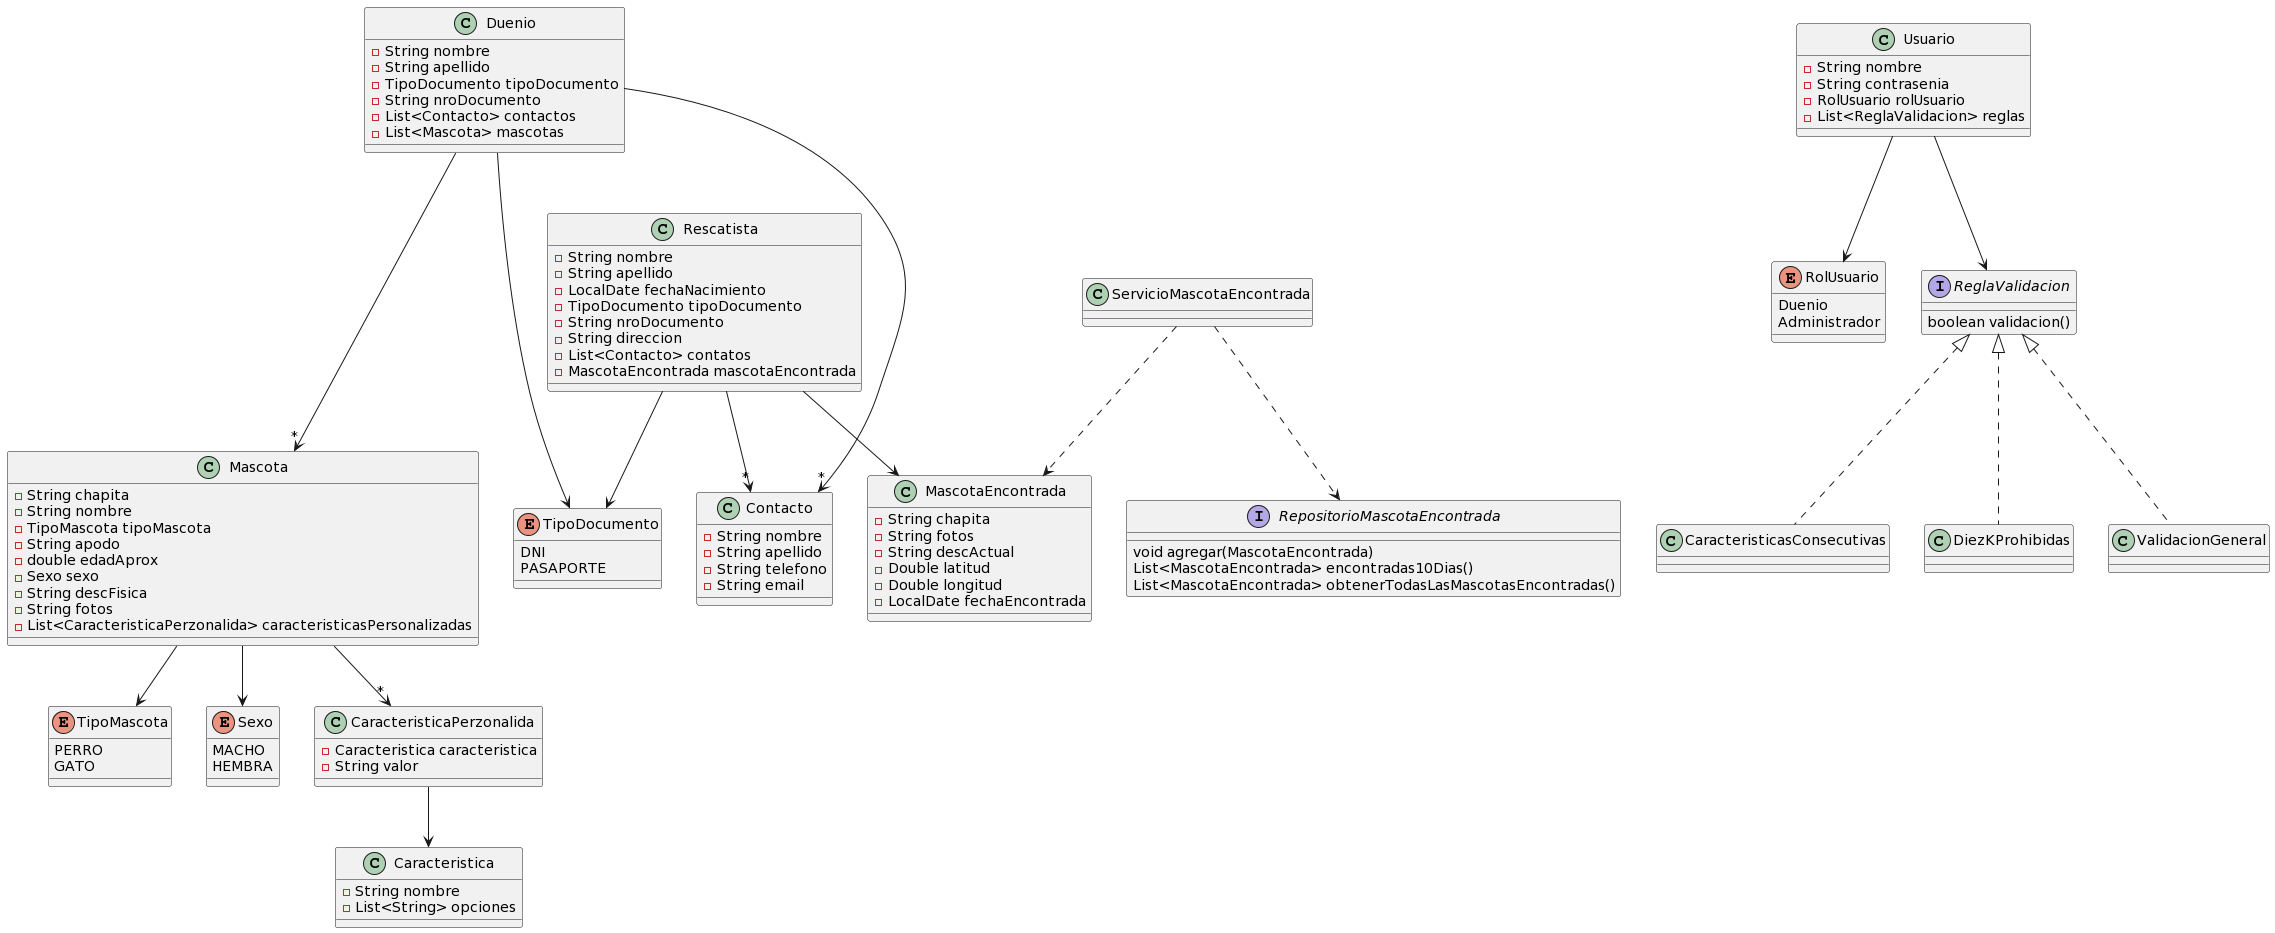 C Duenio
String nombre
String apellido
TipoDocumento tipoDocumento
String nroDocumento
List<Contacto> contactos
List<Mascota> mascotas
C Usuario
String nombre
String contrasenia
RolUsuario rolUsuario
List<ReglaValidacion> reglas
C Rescatista
String nombre
String apellido
LocalDate fechaNacimiento
TipoDocumento tipoDocumento
String nroDocumento
String direccion
List<Contacto> contatos
MascotaEncontrada mascotaEncontrada
C ServicioMascotaEncontrada
E RolUsuario
Duenio
Administrador
I ReglaValidacion
boolean validacion()
*
*
*
C Mascota
String chapita
String nombre
TipoMascota tipoMascota
String apodo
double edadAprox
Sexo sexo
String descFisica
String fotos
List<CaracteristicaPerzonalida> caracteristicasPersonalizadas
E TipoDocumento
DNI
PASAPORTE
C Contacto
String nombre
String apellido
String telefono
String email
C MascotaEncontrada
String chapita
String fotos
String descActual
Double latitud
Double longitud
LocalDate fechaEncontrada
I RepositorioMascotaEncontrada
void agregar(MascotaEncontrada)
List<MascotaEncontrada> encontradas10Dias()
List<MascotaEncontrada> obtenerTodasLasMascotasEncontradas()
C CaracteristicasConsecutivas
C DiezKProhibidas
C ValidacionGeneral
*
E TipoMascota
PERRO
GATO
E Sexo
MACHO
HEMBRA
C CaracteristicaPerzonalida
Caracteristica caracteristica
String valor
C Caracteristica
String nombre
List<String> opciones